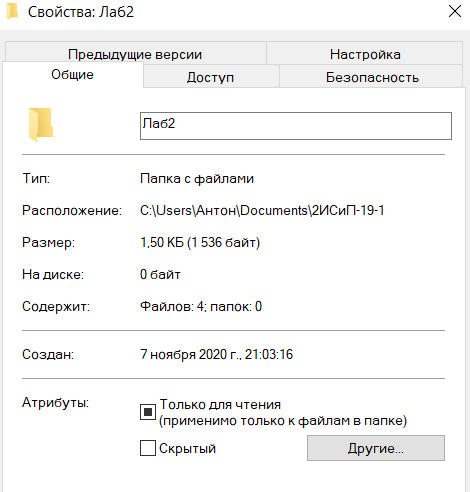 Свойства: Лаб2
Предыдущие версии Настройка
Общие Доступ Безопасность
Лаб2
Тип: Папка с файлами
Расположение: C:\Users\Антон\Documents\2ИСиП-19-1
Размер: 1,50 КБ (1 536 байт)
На диске: 0 байт
Содержит: Файлов: 4; папок: 0
Создан: 7 ноября 2020 г., 21:03:16
Атрибуты: Только для чтения
(применимо только к файлам в папке)
Скрытый Другие...